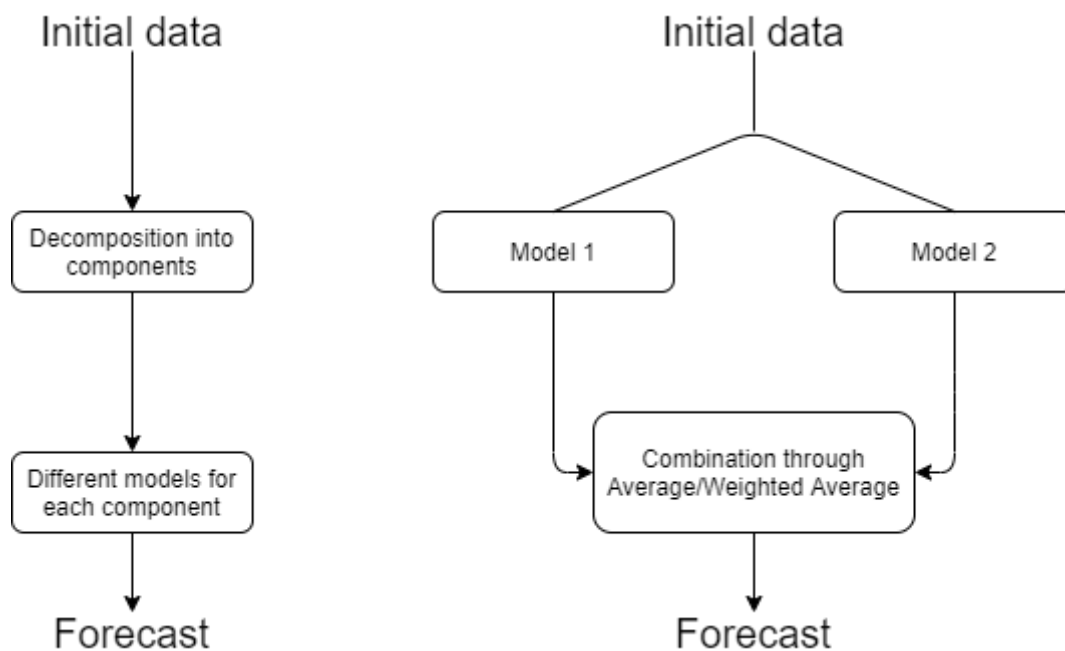 Initial data
Decomposition into
components
Different models for
each component
Forecast
Initial data
Model 1
Model 2
Combination through
Average/Weighted Average
Forecast